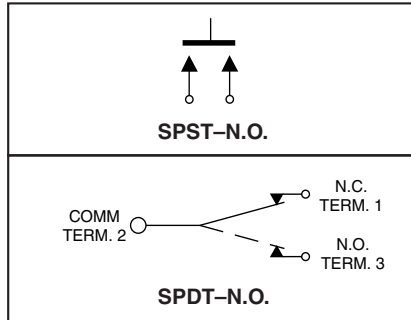 SPST–N.O.
N.C.
TERM. 1
COMM
TERM. 2
N.O.
TERM. 3
SPDT–N.O.